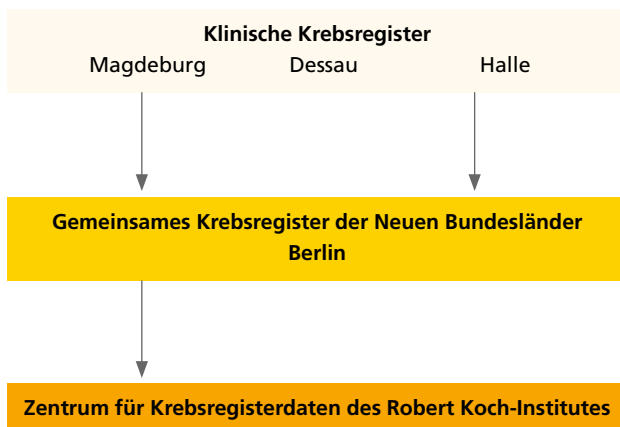 Klinische Krebsregister
Magdeburg Dessau Halle
Gemeinsames Krebsregister der Neuen Bundesländer
Berlin
Zentrum für Krebsregisterdaten des Robert Koch-Institutes